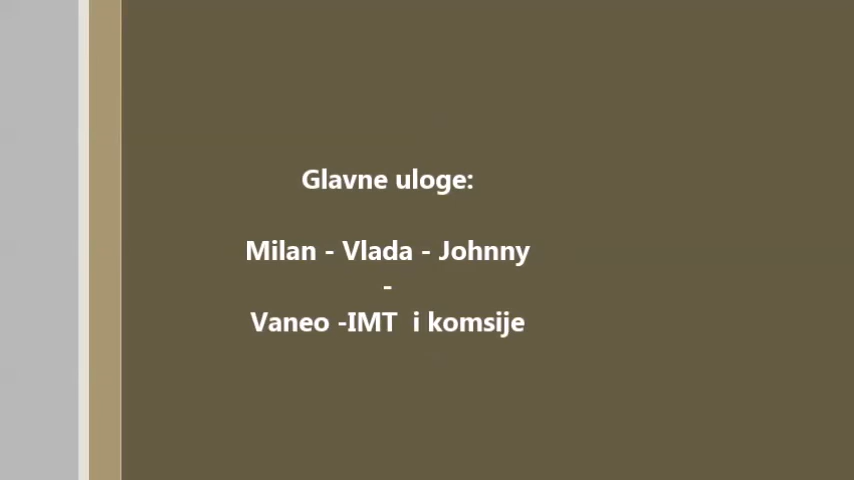 Glavne uloge:
Milan - Vlada - Johnny
-
Vaneo -IMT  i komsije